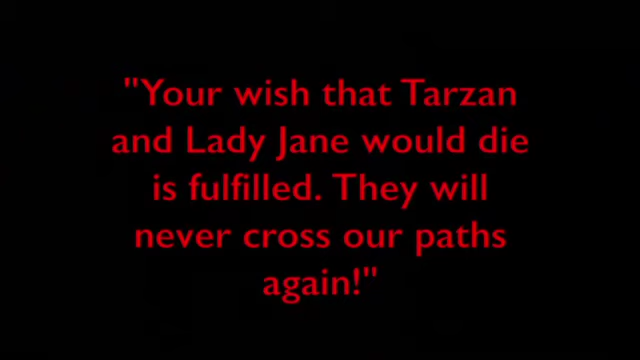 "Your wish that Tarzan
and Lady Jane would die
is fulfilled. They will
never cross our paths
again!"